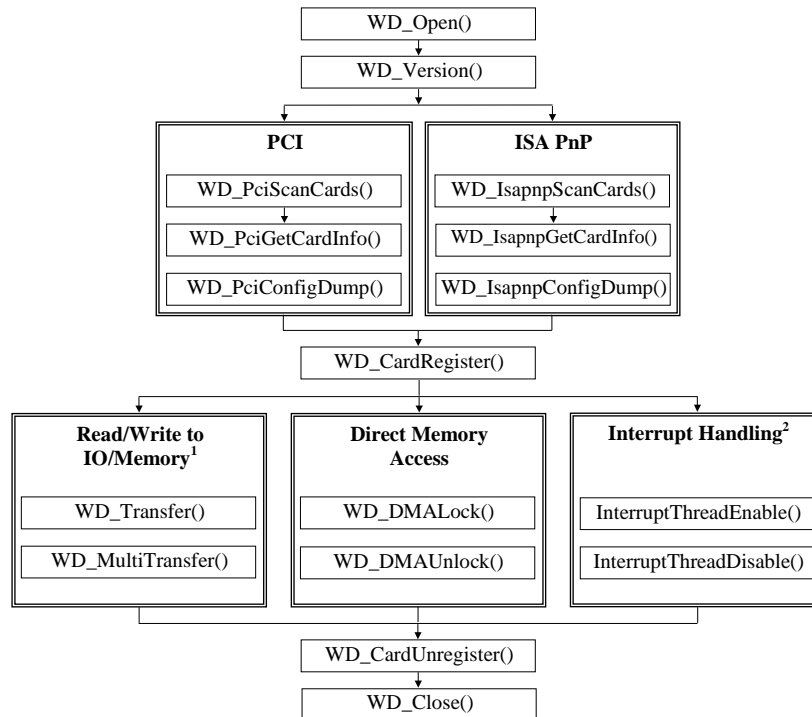 WD_Open()
WD_Version()
PCI
WD_PciScanCards()
WD_PciGetCardInfo()
WD_PciConfigDump()
ISA PnP
WD_IsapnpScanCards()
WD_IsapnpGetCardInfo()
WD_IsapnpConfigDump()
WD_CardRegister()
Read/Write to
IO/Memory¹
WD_Transfer()
WD_MultiTransfer()
Direct Memory
Access
WD_DMALock()
WD_DMAUnlock()
Interrupt Handling²
InterruptThreadEnable()
InterruptThreadDisable()
WD_CardUnregister()
WD_Close()